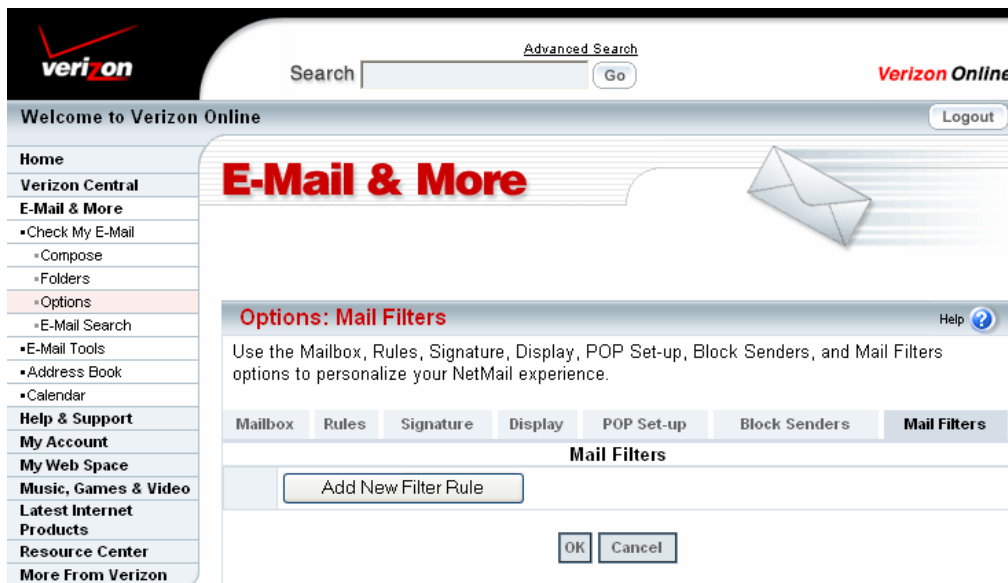 verizon
Advanced Search
Search
Go
Verizon Online
Welcome to Verizon Online
Logout
Home
Verizon Central
E-Mail & More
▪Check My E-Mail
▪Compose
▪Folders
▪Options
▪E-Mail Search
▪E-Mail Tools
▪Address Book
▪Calendar
Help & Support
My Account
My Web Space
Music, Games & Video
Latest Internet
Products
Resource Center
More From Verizon
E-Mail & More
Options: Mail Filters
Help ?
Use the Mailbox, Rules, Signature, Display, POP Set-up, Block Senders, and Mail Filters
options to personalize your NetMail experience.
Mailbox Rules Signature Display POP Set-up Block Senders Mail Filters
Mail Filters
Add New Filter Rule
OK Cancel